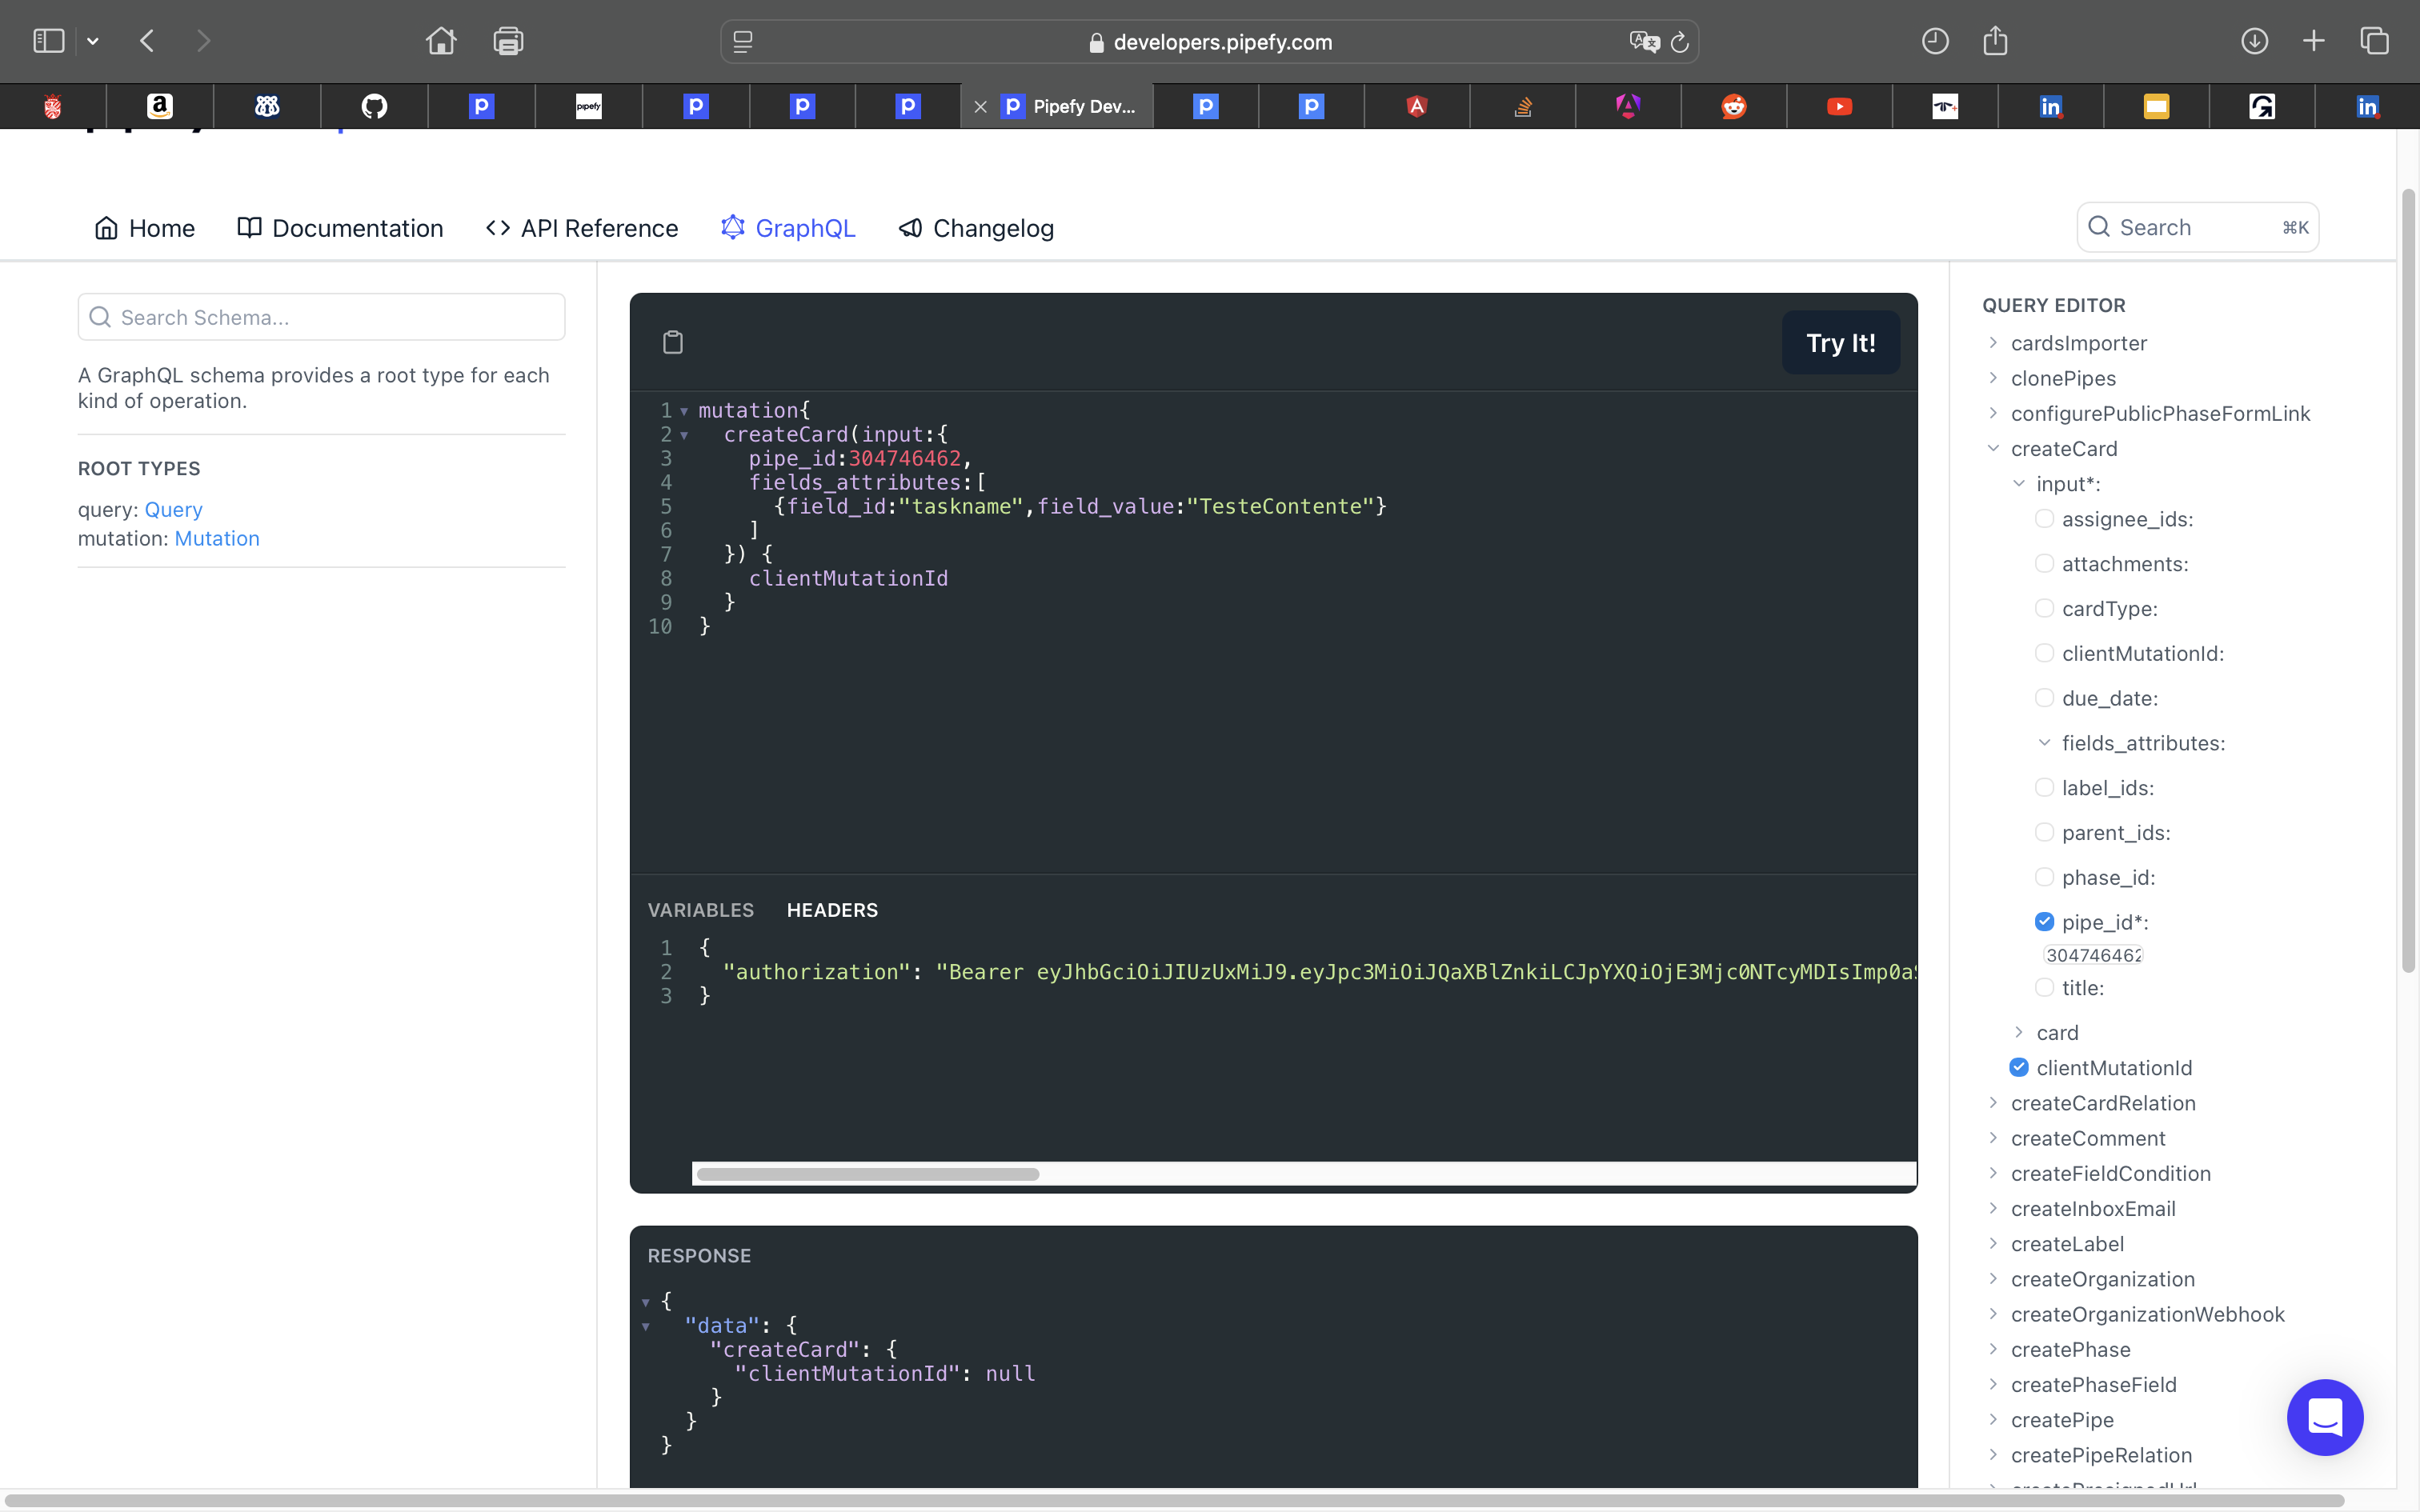 developers.pipefy.com
Pipefy Dev...
Home
Documentation
<> API Reference
GraphQL
Changelog
Search
⌘K
Search Schema...
A GraphQL schema provides a root type for each
kind of operation.
ROOT TYPES
query: Query
mutation: Mutation
Try It!
1 mutation{
2 createCard(input:{
3 pipe_id:304746462,
4 fields_attributes:[
5 {field_id:"taskname",field_value:"TesteContente"}
6 ]
7 }) {
8 clientMutationId
9 }
10 }
VARIABLES HEADERS
1 {
2 "authorization": "Bearer eyJhbGciOiJIUzUxMiJ9.eyJpc3MiOiJQaXBlZnkiLCJpYXQiOjE3Mjc0NTcyMDIsImp0a
3 }
RESPONSE
{
"data": {
"createCard": {
"clientMutationId": null
}
}
}
QUERY EDITOR
cardsImporter
clonePipes
configurePublicPhaseFormLink
createCard
input*:
assignee_ids:
attachments:
cardType:
clientMutationId:
due_date:
fields_attributes:
label_ids:
parent_ids:
phase_id:
pipe_id*:
304746462
title:
card
clientMutationId
createCardRelation
createComment
createFieldCondition
createInboxEmail
createLabel
createOrganization
createOrganizationWebhook
createPhase
createPhaseField
createPipe
createPipeRelation